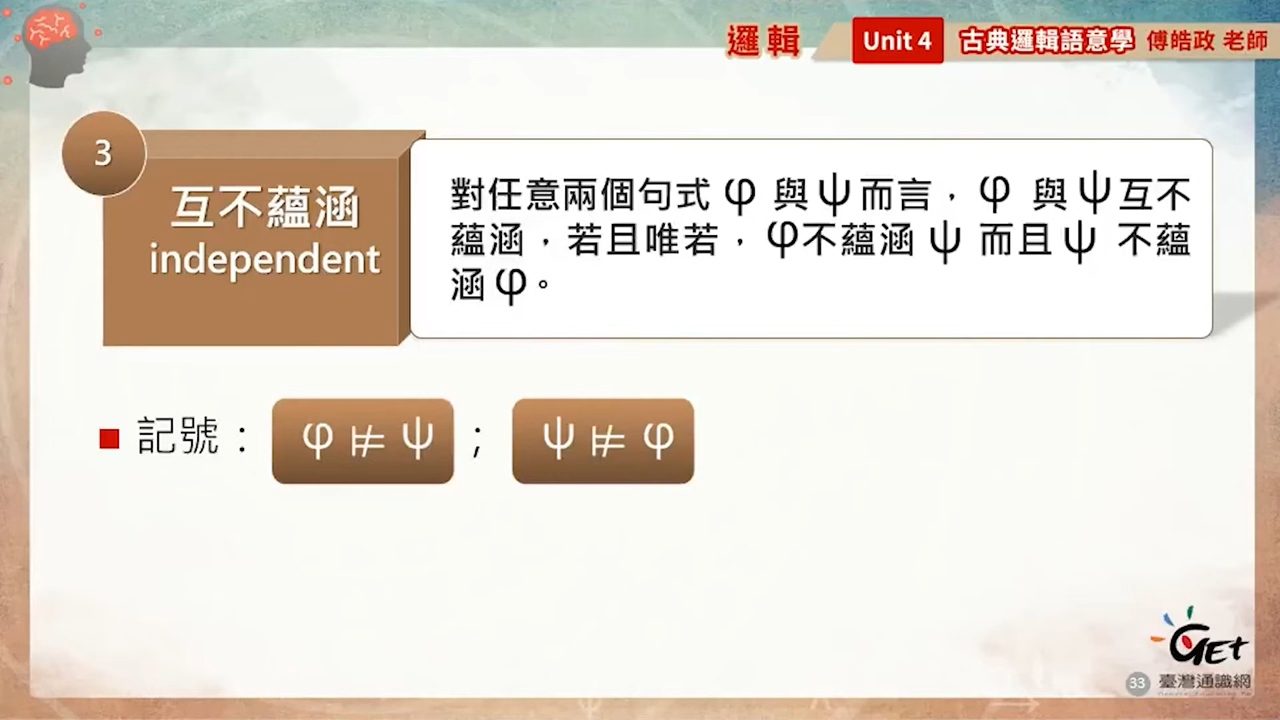 邏輯 Unit 4 古典邏輯語意學 傅皓政 老師
3
互不蘊涵
independent
對任意兩個句式 φ 與 ψ 而言，φ 與 ψ 互不
蘊涵，若且唯若，φ不蘊涵 ψ 而且 ψ 不蘊
涵 φ。
記號： φ ⊭ ψ ； ψ ⊭ φ
GET
33 臺灣通識網